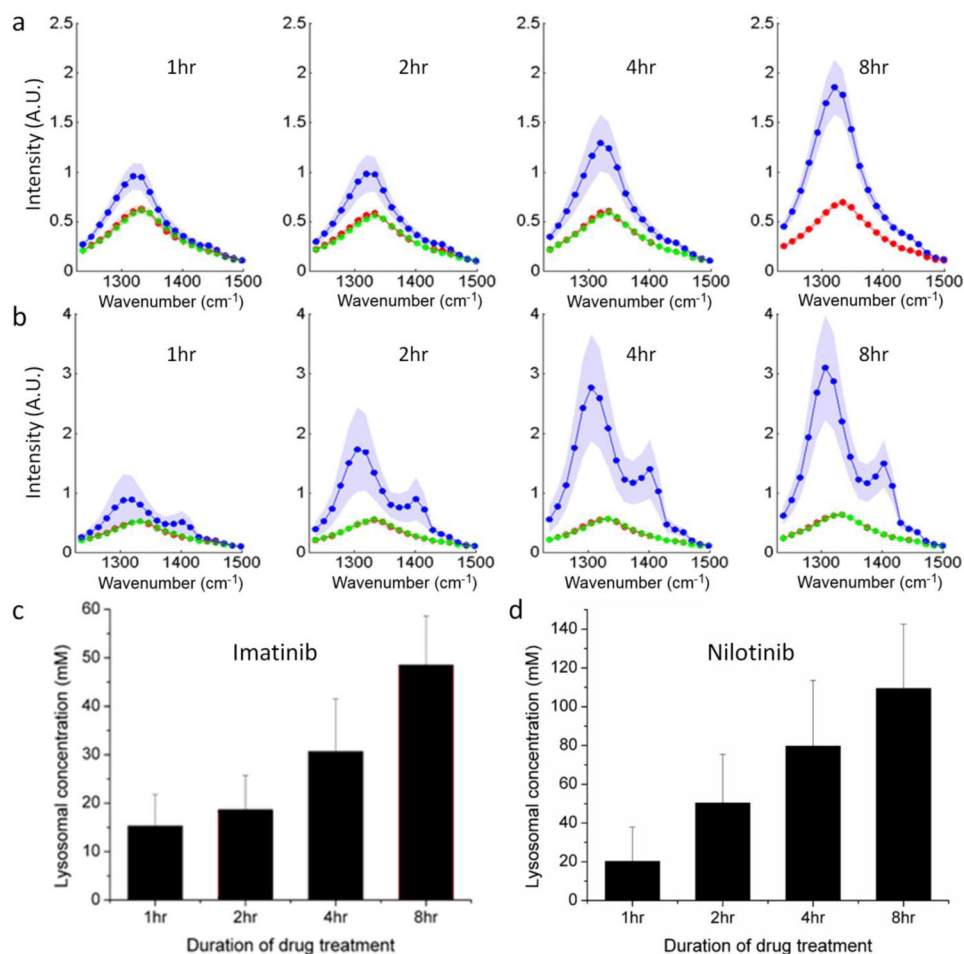 a
1hr
2hr
4hr
8hr
Intensity (A.U.)
2.5
2
1.5
1
0.5
0
1300
1400
1500
Wavenumber (cm-1)
2.5
2
1.5
1
0.5
0
1300
1400
1500
Wavenumber (cm-1)
2.5
2
1.5
1
0.5
0
1300
1400
1500
Wavenumber (cm-1)
2.5
2
1.5
1
0.5
0
1300
1400
1500
Wavenumber (cm-1)
b
1hr
2hr
4hr
8hr
Intensity (A.U.)
4
3
2
1
0
1300
1400
1500
Wavenumber (cm-1)
4
3
2
1
0
1300
1400
1500
Wavenumber (cm-1)
4
3
2
1
0
1300
1400
1500
Wavenumber (cm-1)
4
3
2
1
0
1300
1400
1500
Wavenumber (cm-1)
c
Imatinib
Lysosomal concentration (mM)
60
50
40
30
20
10
0
1hr
2hr
4hr
8hr
Duration of drug treatment
d
Nilotinib
Lysosomal concentration (mM)
140
120
100
80
60
40
20
0
1hr
2hr
4hr
8hr
Duration of drug treatment